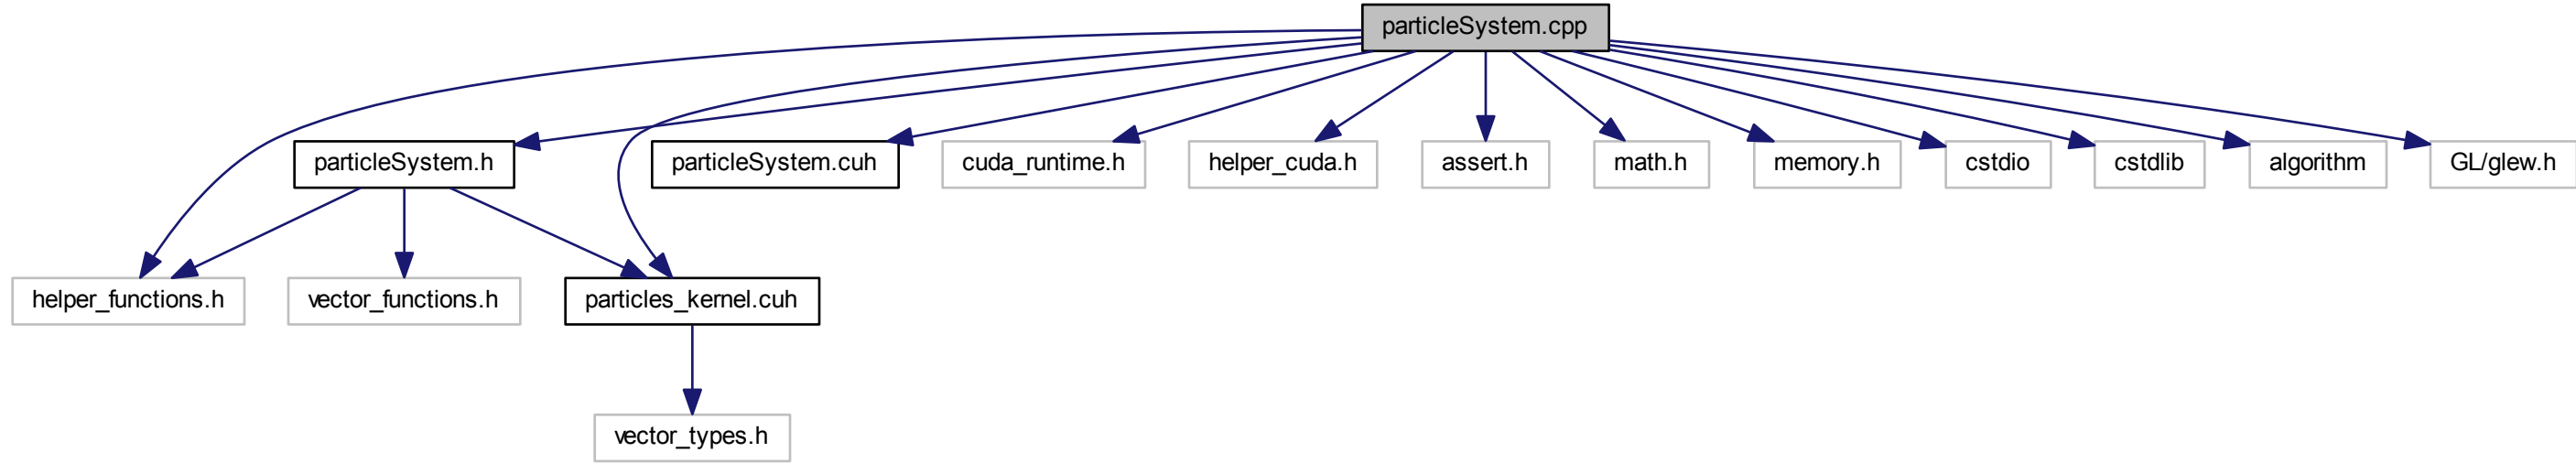 particleSystem.cpp
particleSystem.h
particleSystem.cuh
cuda_runtime.h
helper_cuda.h
assert.h
math.h
memory.h
cstdio
cstdlib
algorithm
GL/glew.h
helper_functions.h
vector_functions.h
particles_kernel.cuh
vector_types.h